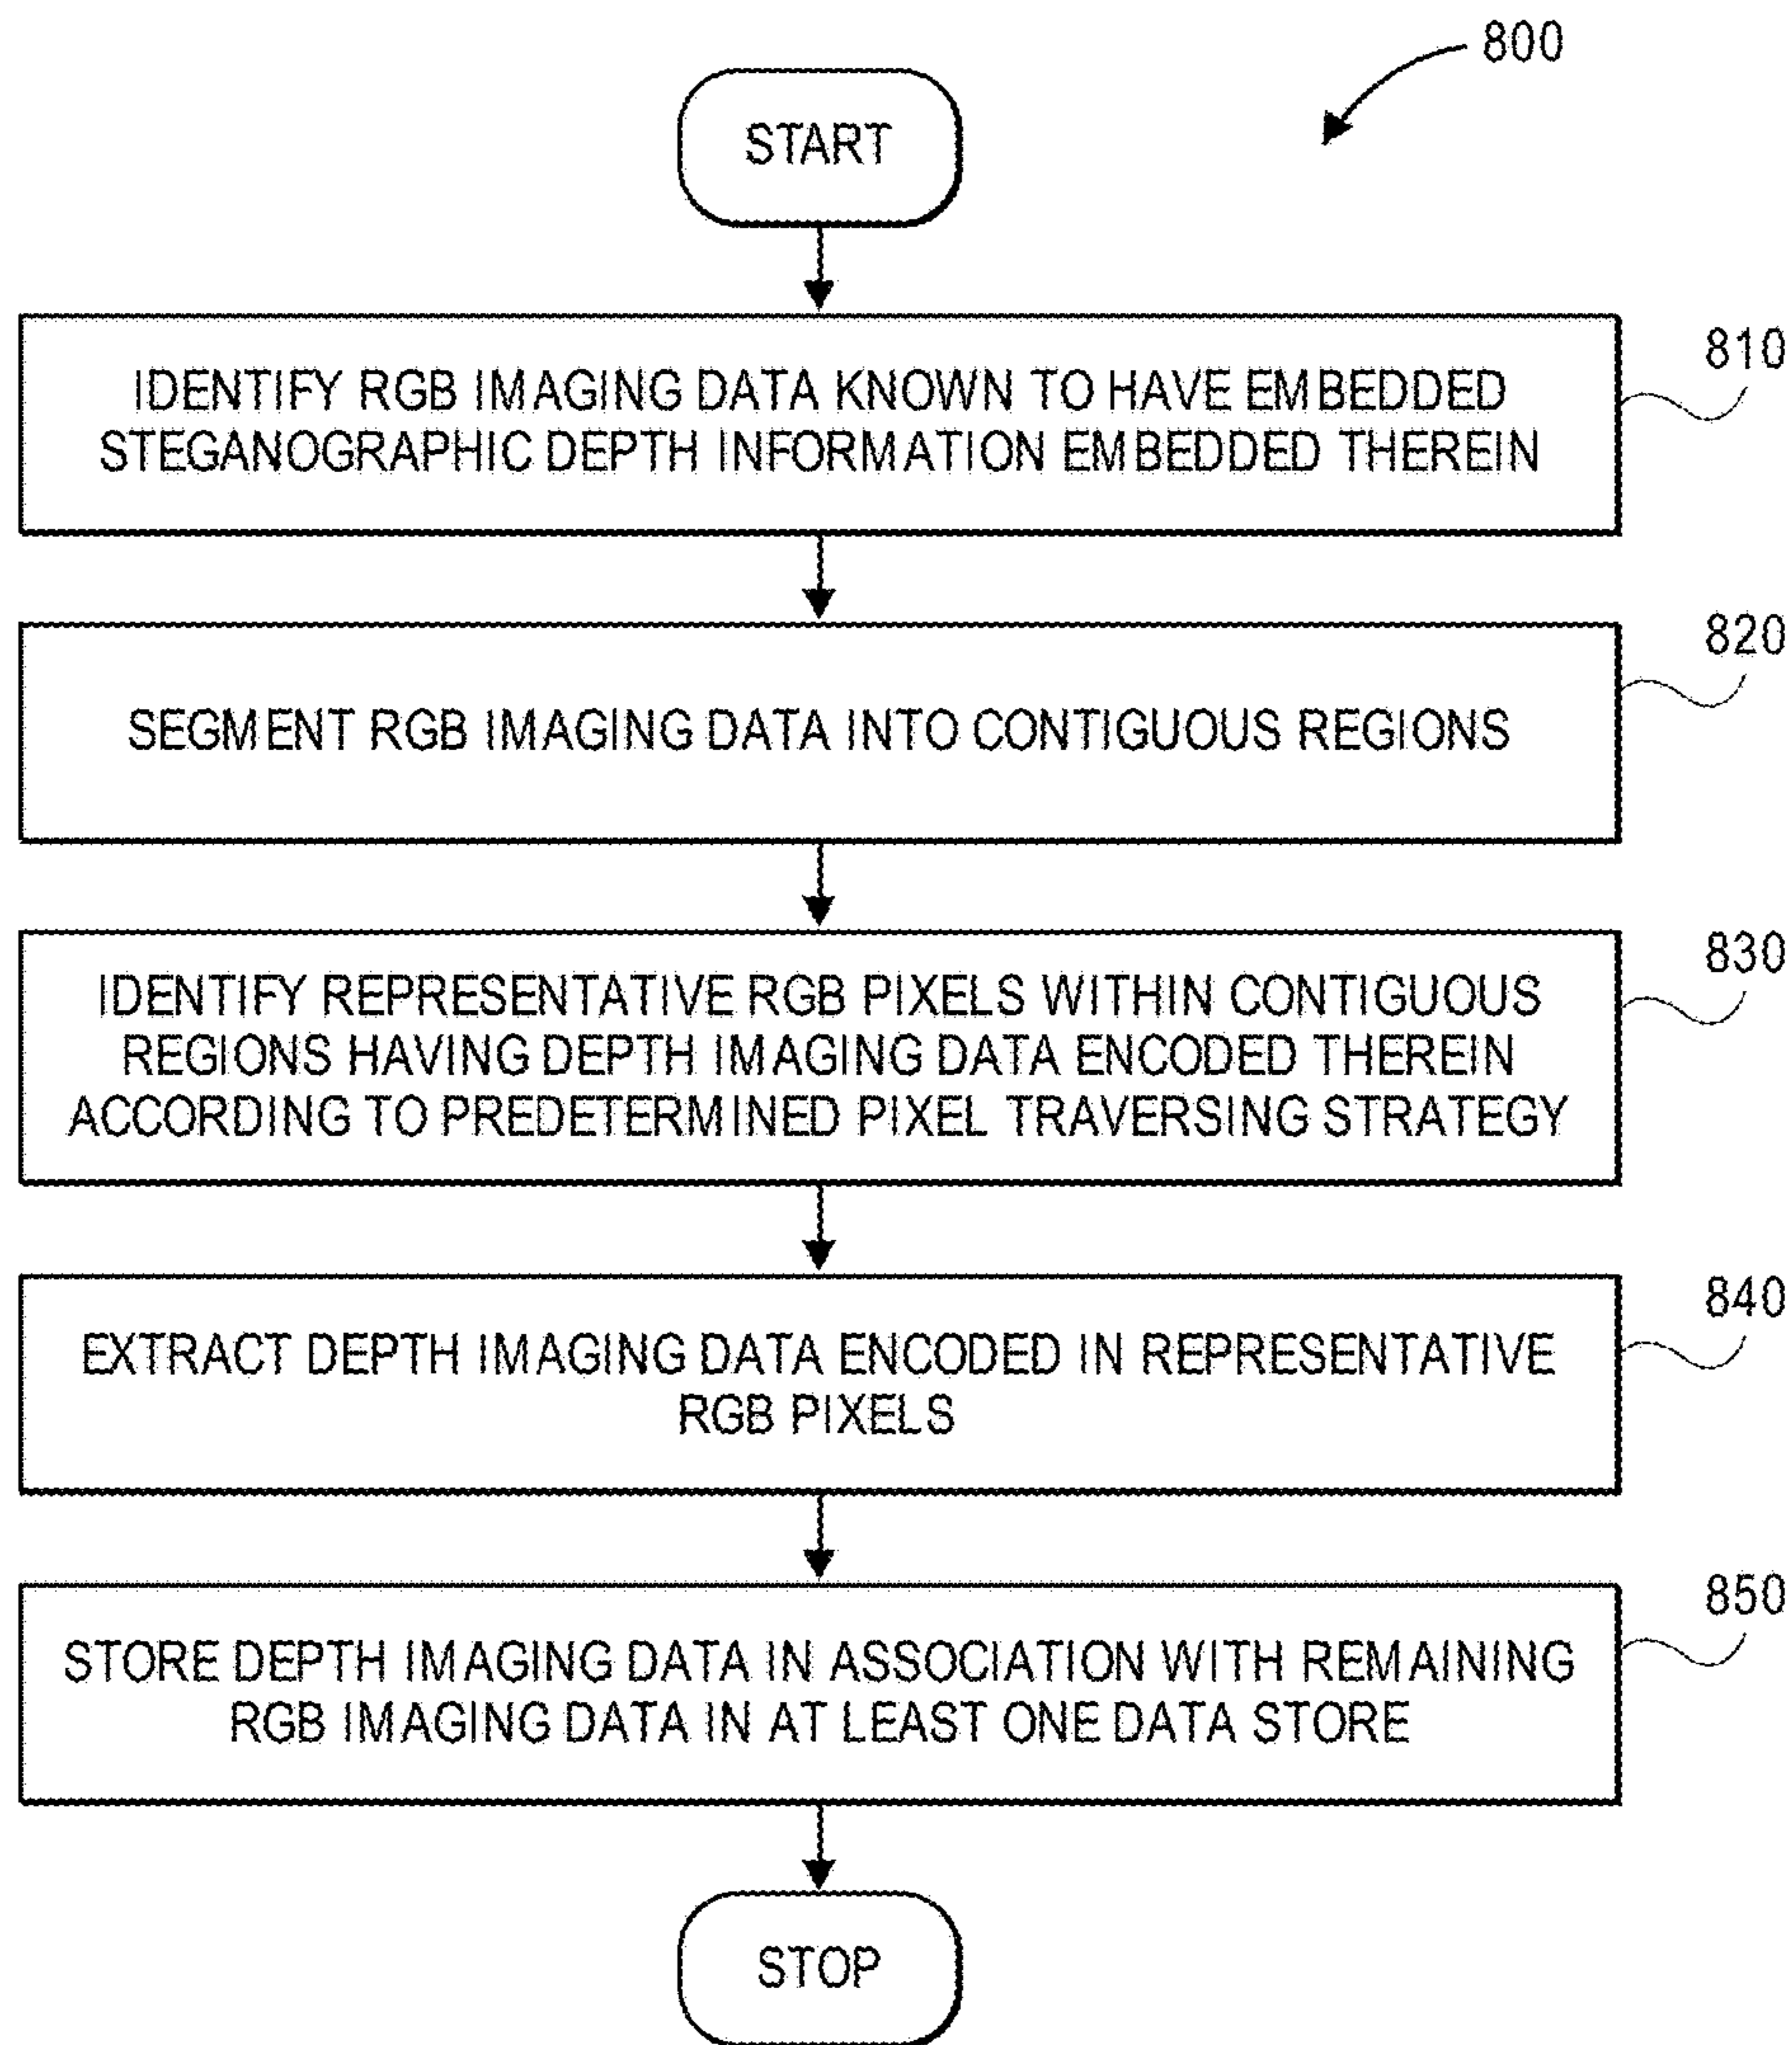 800
START
810
IDENTIFY RGB IMAGING DATA KNOWN TO HAVE EMBEDDED
STEGANOGRAPHIC DEPTH INFORMATION EMBEDDED THEREIN
820
SEGMENT RGB IMAGING DATA INTO CONTIGUOUS REGIONS
830
IDENTIFY REPRESENTATIVE RGB PIXELS WITHIN CONTIGUOUS
REGIONS HAVING DEPTH IMAGING DATA ENCODED THEREIN
ACCORDING TO PREDETERMINED PIXEL TRAVERSING STRATEGY
840
EXTRACT DEPTH IMAGING DATA ENCODED IN REPRESENTATIVE
RGB PIXELS
850
STORE DEPTH IMAGING DATA IN ASSOCIATION WITH REMAINING
RGB IMAGING DATA IN AT LEAST ONE DATA STORE
STOP